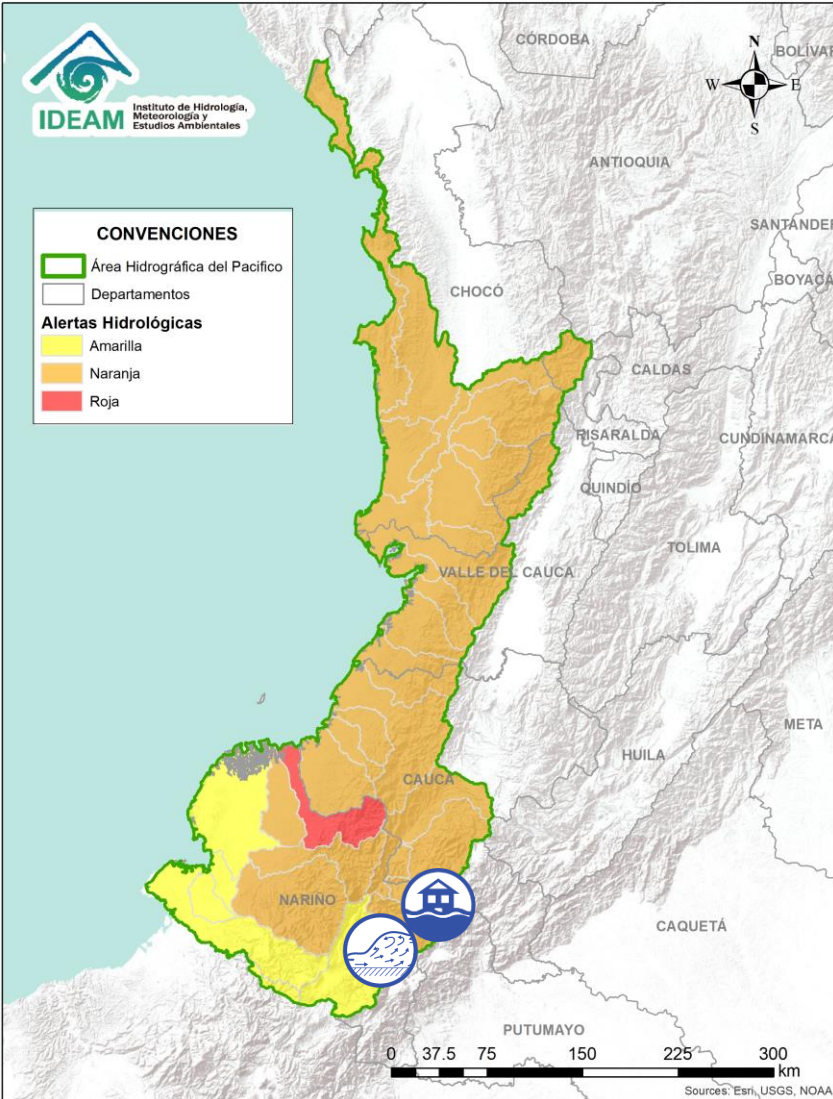 IDEAM
Instituto de Hidrología,
Meteorología y
Estudios Ambientales
N
W
E
S
CÓRDOBA
BOLÍVAR
ANTIOQUIA
SANTANDER
BOYACÁ
CONVENCIONES
Área Hidrográfica del Pacifico
Departamentos
Alertas Hidrológicas
Amarilla
Naranja
Roja
CHOCÓ
CALDAS
RISARALDA
CUNDINAMARCA
QUINDÍO
TOLIMA
VALLE DEL CAUCA
META
HUILA
CAUCA
NARIÑO
CAQUETÁ
PUTUMAYO
0 37.5 75 150 225 300
km
Sources: Esri, USGS, NOAA